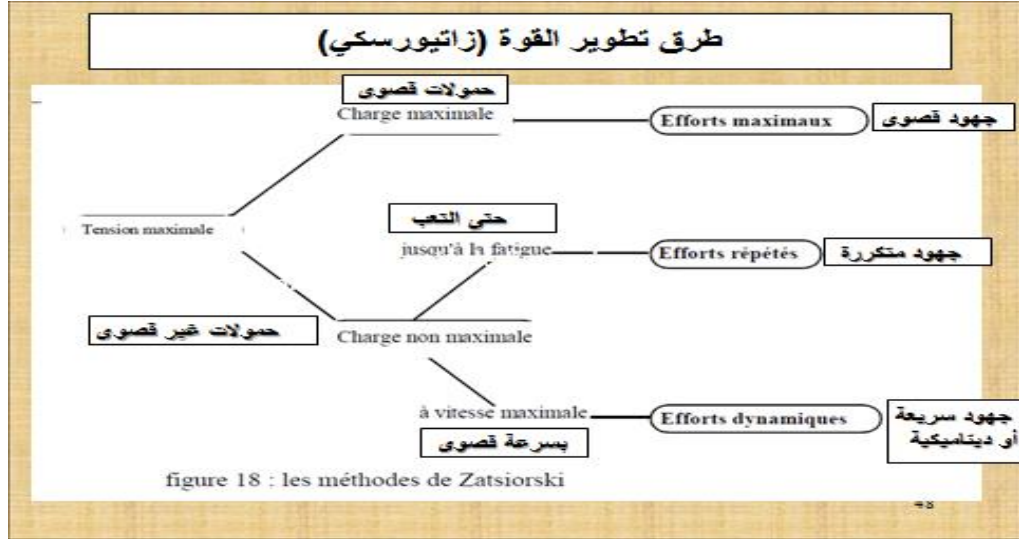 طرق تطوير القوة (زاتيورسكي)
حمولات قصوى
Charge maximale
Efforts maximaux
جهود قصوى
Tension maximale
حتى التعب
jusqu'à la fatigue
Efforts répétés
جهود متكررة
حمولات غير قصوى
Charge non maximale
à vitesse maximale
Efforts dynamiques
جهود سريعة
أو ديناميكية
بسرعة قصوى
figure 18 : les méthodes de Zatsiorski
48